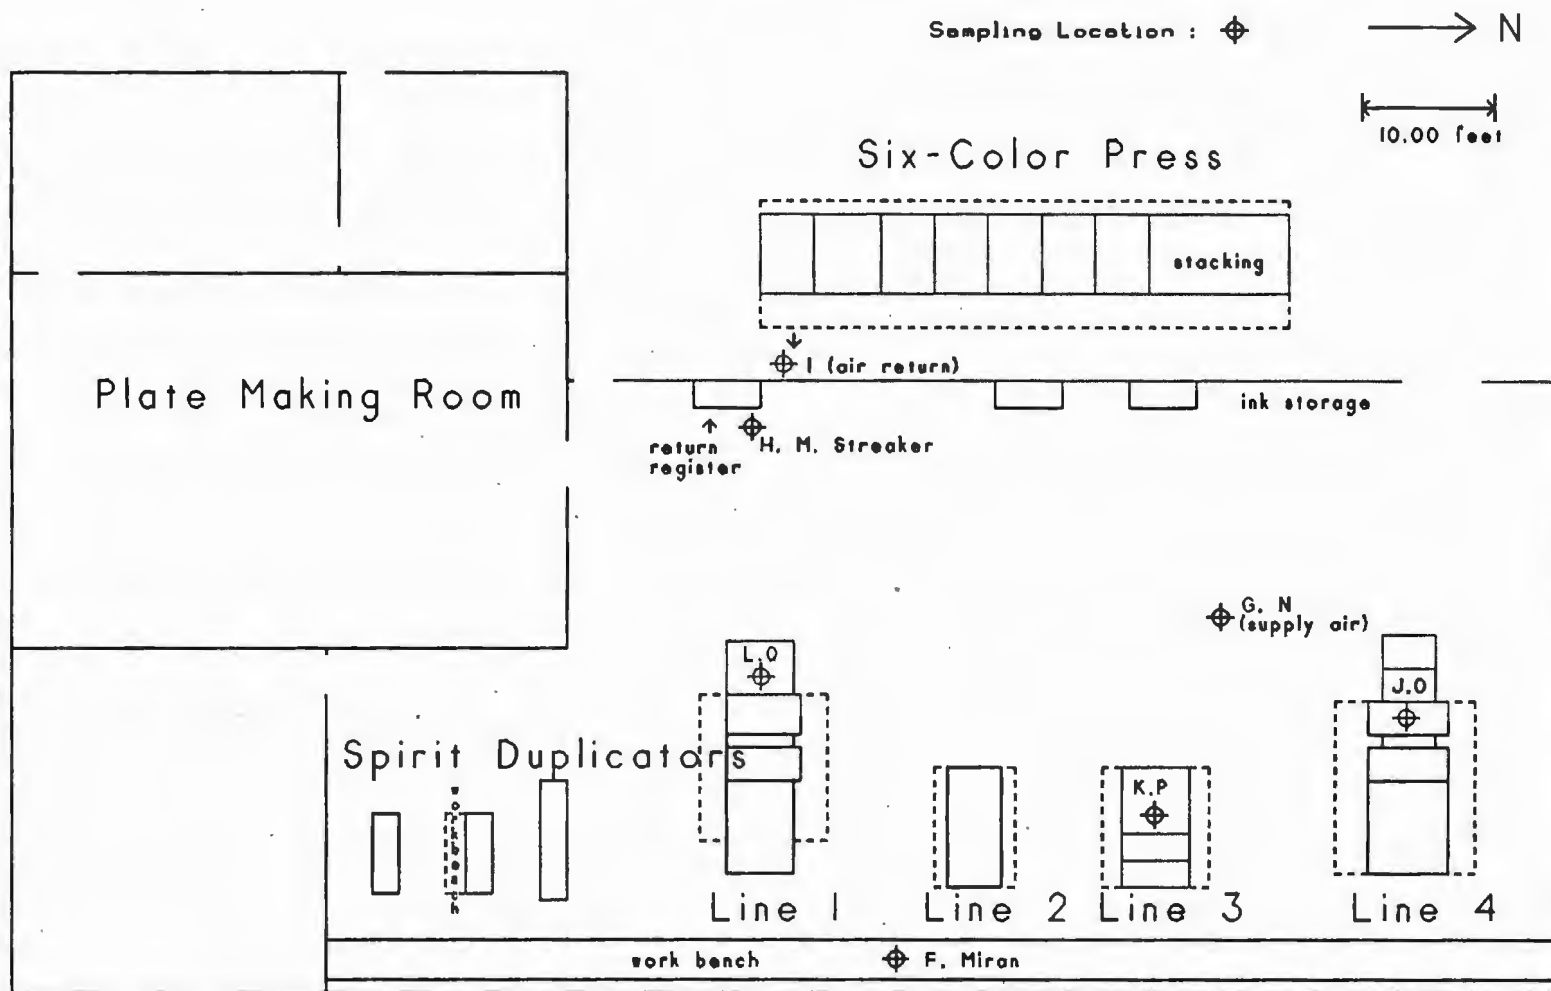 Sampling Location :
N
10.00 feet
Six-Color Press
stacking
I (air return)
Plate Making Room
ink storage
return
register
H. M. Streaker
G. N
(supply air)
L.Q
J.O
Spirit Duplicators
workbench
K.P
Line 1
Line 2
Line 3
Line 4
work bench
F. Miran